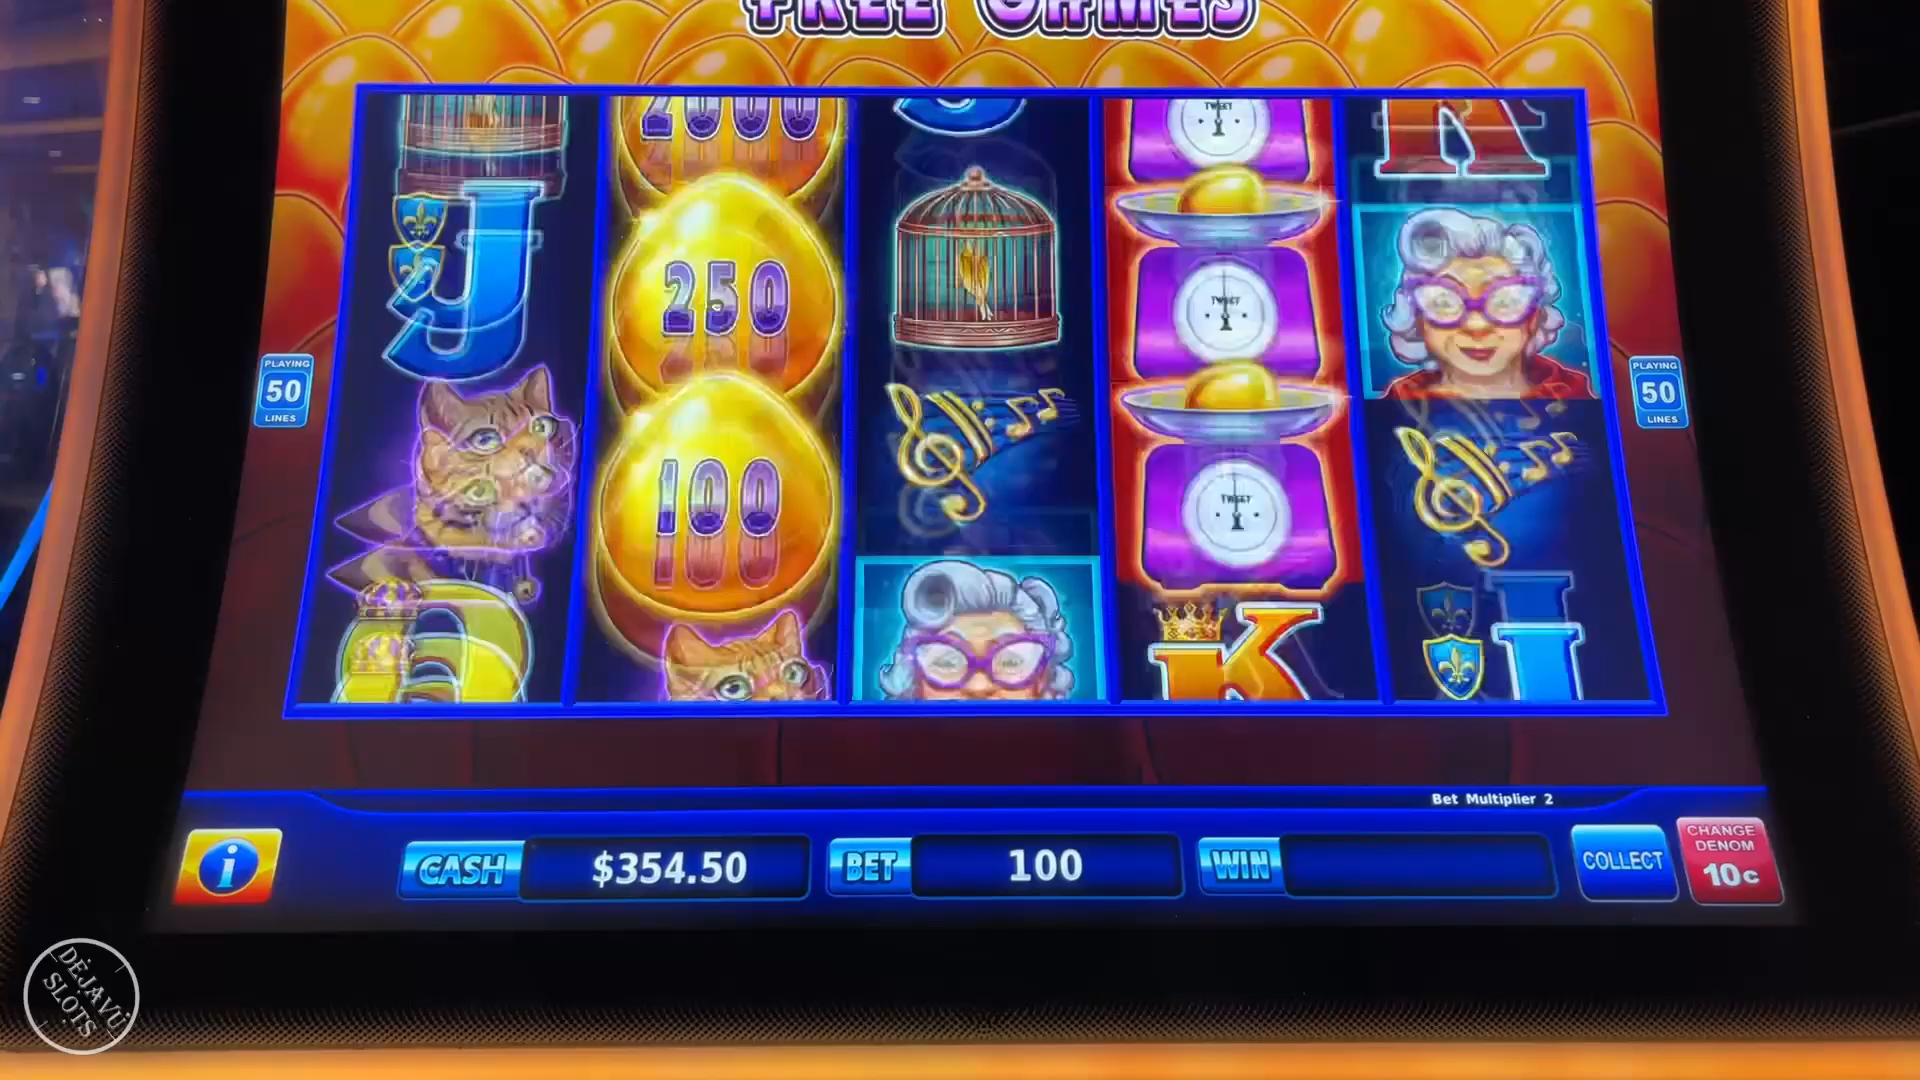 FREE GAMES
2000
TWEET
K
J
250
TWEET
PLAYING
50
LINES
PLAYING
50
LINES
100
TWEET
Q
K
J
Bet Multiplier 2
i
CASH
$354.50
BET
100
WIN
COLLECT
CHANGE
DENOM
10c
DEJAVU
SLOTS